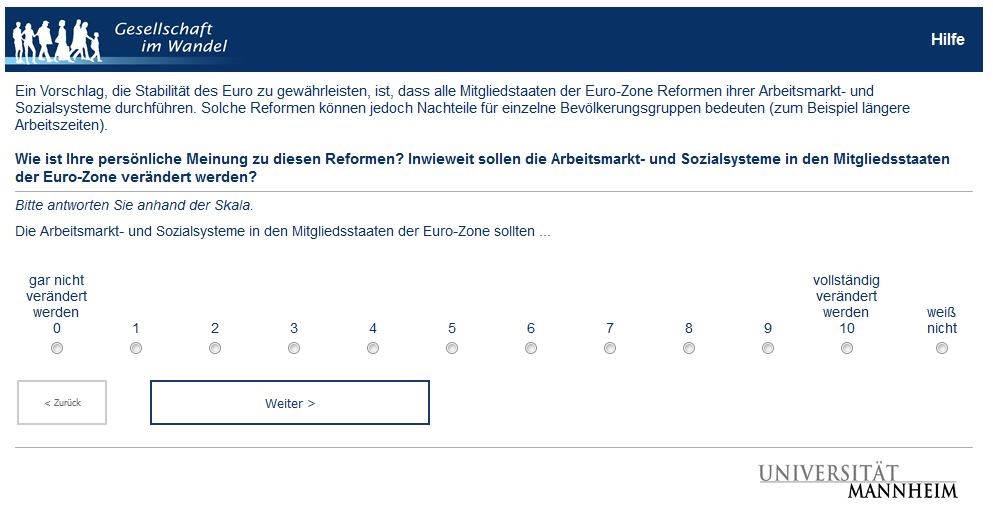 Gesellschaft
im Wandel
Hilfe
Ein Vorschlag, die Stabilität des Euro zu gewährleisten, ist, dass alle Mitgliedstaaten der Euro-Zone Reformen ihrer Arbeitsmarkt- und
Sozialsysteme durchführen. Solche Reformen können jedoch Nachteile für einzelne Bevölkerungsgruppen bedeuten (zum Beispiel längere
Arbeitszeiten).
Wie ist Ihre persönliche Meinung zu diesen Reformen? Inwieweit sollen die Arbeitsmarkt- und Sozialsysteme in den Mitgliedsstaaten
der Euro-Zone verändert werden?
Bitte antworten Sie anhand der Skala.
Die Arbeitsmarkt- und Sozialsysteme in den Mitgliedsstaaten der Euro-Zone sollten ...
gar nicht vollständig
verändert verändert
werden werden weiß
0 1 2 3 4 5 6 7 8 9 10 nicht
< Zurück Weiter >
UNIVERSITÄT
MANNHEIM